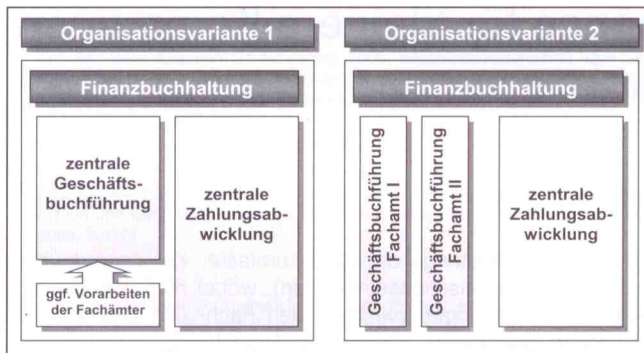 Organisationsvariante 1
Finanzbuchhaltung
zentrale
Geschäfts-
buchführung
ggf. Vorarbeiten
der Fachämter
zentrale
Zahlungsab-
wicklung
Organisationsvariante 2
Finanzbuchhaltung
Geschäftsbuchführung
Fachamt I
Geschäftsbuchführung
Fachamt II
zentrale
Zahlungsab-
wicklung